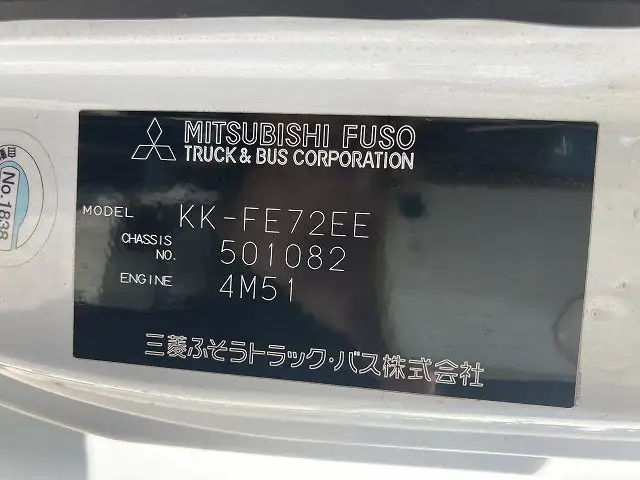 MITSUBISHI FUSO
TRUCK & BUS CORPORATION
MODEL KK-FE72EE
CHASSIS NO. 501082
ENGINE 4M51
三菱ふそうトラック・バス株式会社
No.1838